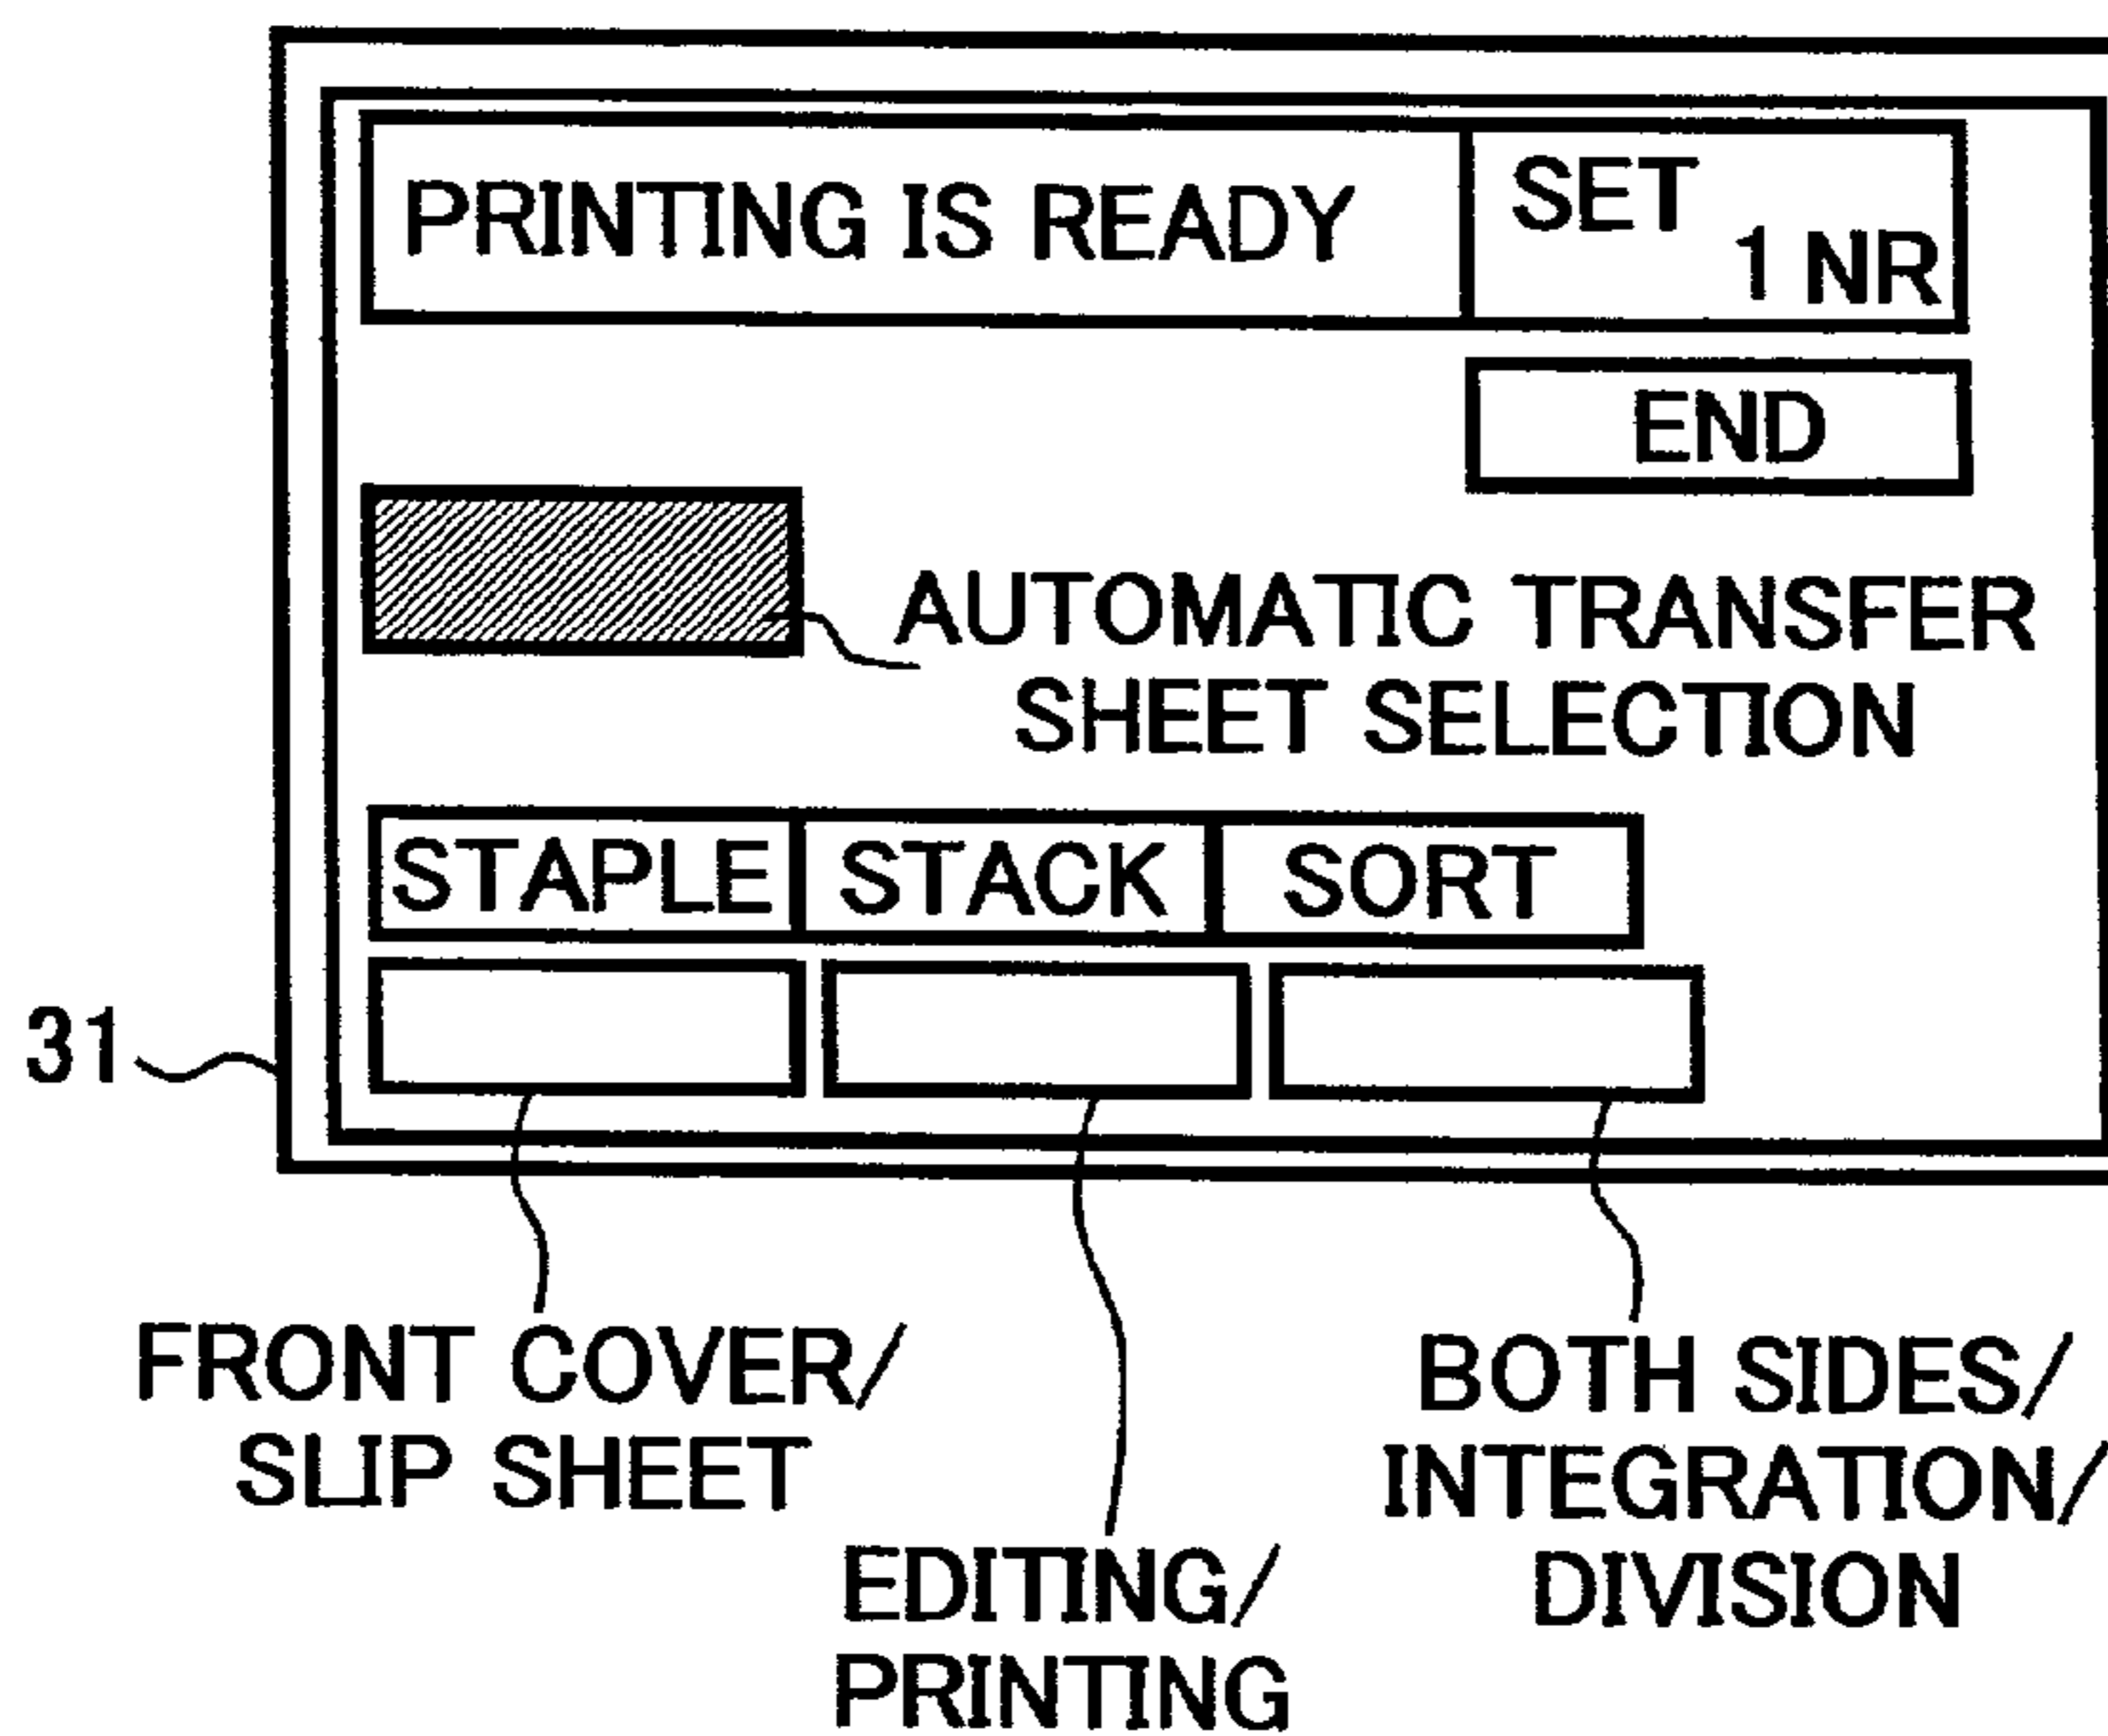 PRINTING IS READY
SET
1 NR
END
AUTOMATIC TRANSFER
SHEET SELECTION
STAPLE STACK SORT
31
FRONT COVER/
SLIP SHEET
EDITING/
PRINTING
BOTH SIDES/
INTEGRATION/
DIVISION